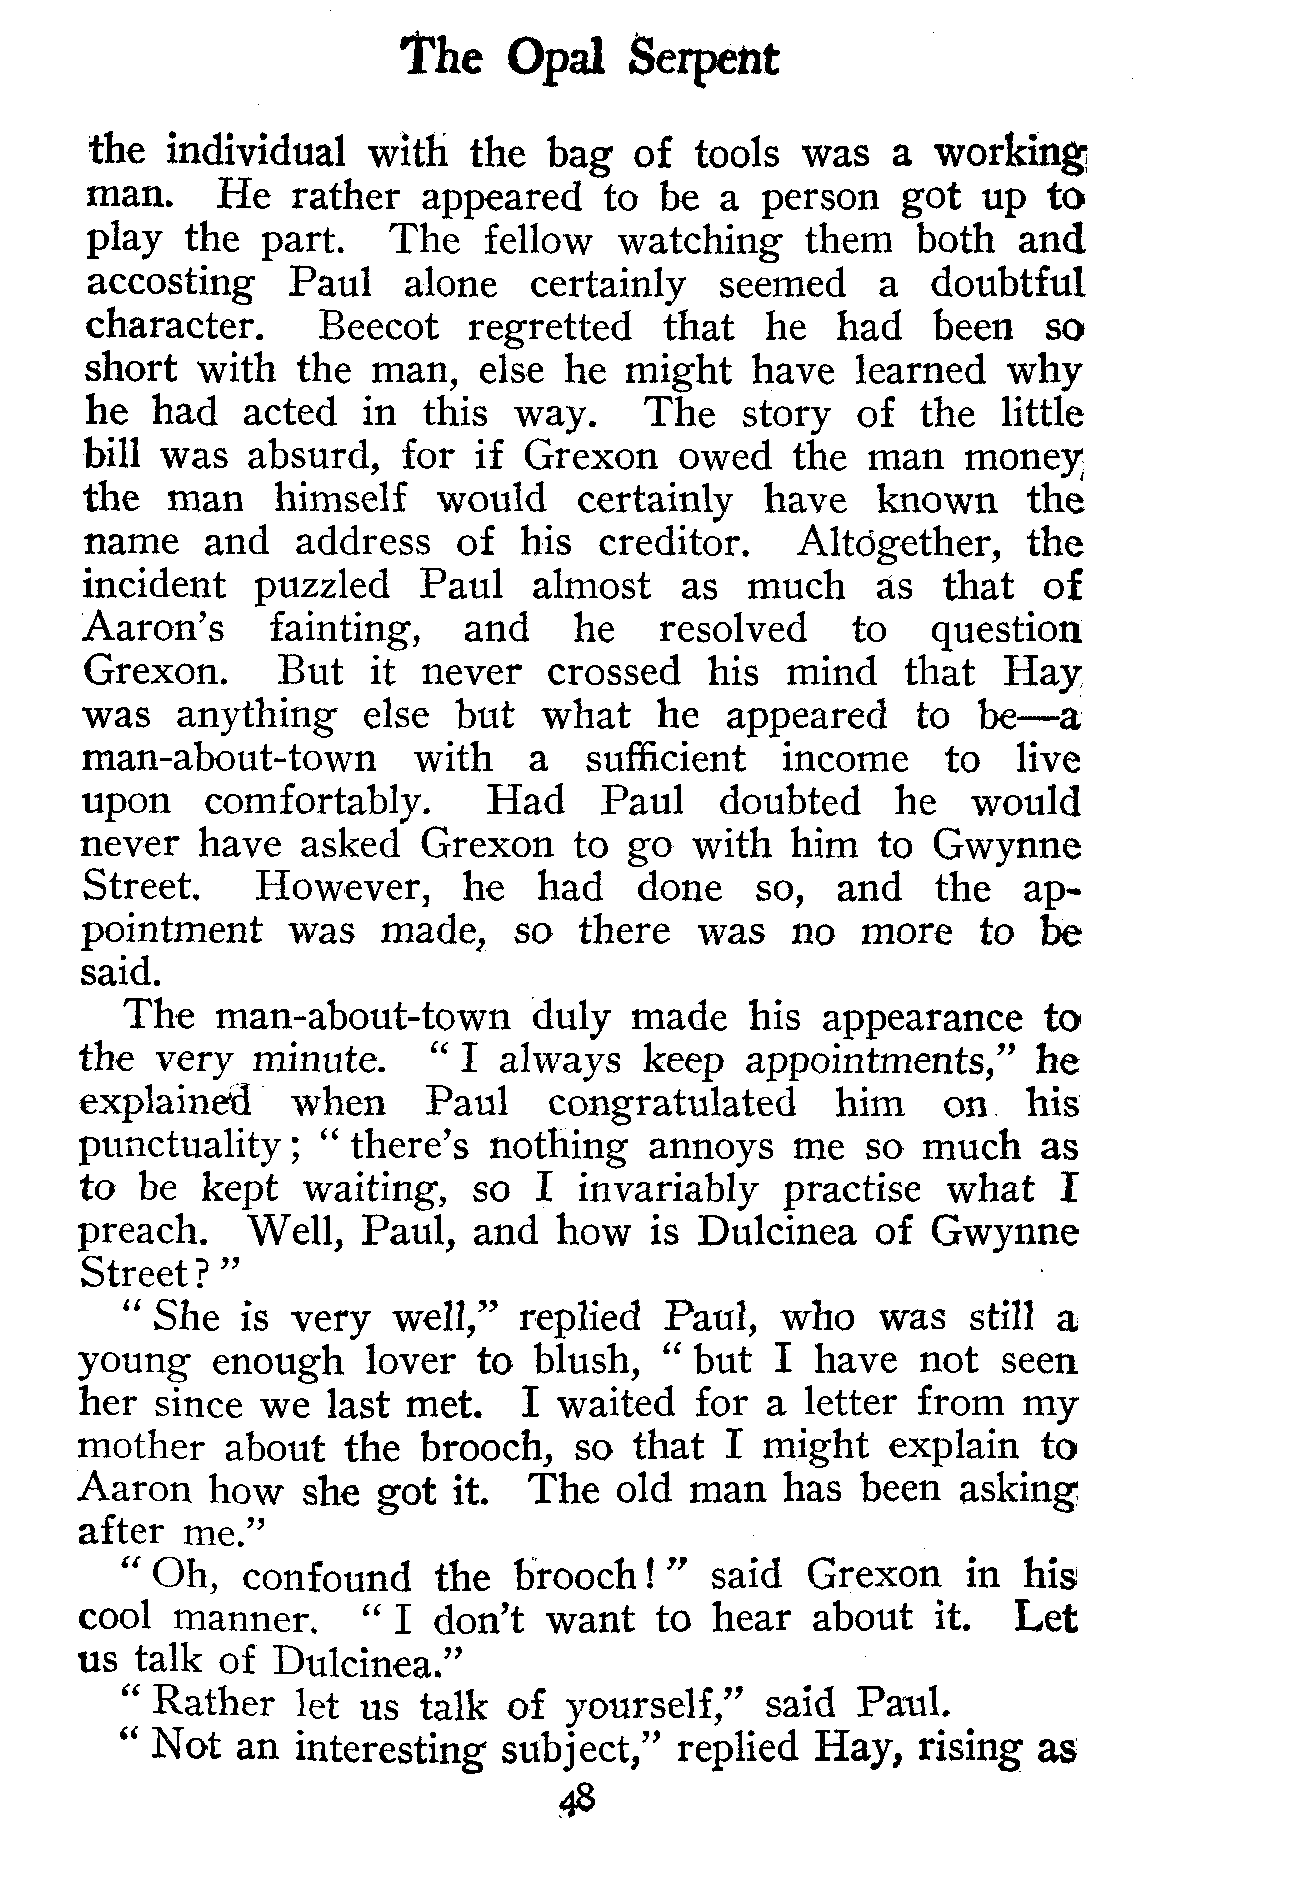 The Opal Serpent
the individual with the bag of tools was a working
man. He rather appeared to be a person got up to
play the part. The fellow watching them both and
accosting Paul alone certainly seemed a doubtful
character. Beecot regretted that he had been so
short with the man, else he might have learned why
he had acted in this way. The story of the little
bill was absurd, for if Grexon owed the man money
the man himself would certainly have known the
name and address of his creditor. Altogether, the
incident puzzled Paul almost as much as that of
Aaron's fainting, and he resolved to question
Grexon. But it never crossed his mind that Hay
was anything else but what he appeared to be—a
man-about-town with a sufficient income to live
upon comfortably. Had Paul doubted he would
never have asked Grexon to go with him to Gwynne
Street. However, he had done so, and the ap-
pointment was made, so there was no more to be
said.
The man-about-town duly made his appearance to
the very minute. "I always keep appointments," he
explained when Paul congratulated him on his
punctuality; "there's nothing annoys me so much as
to be kept waiting, so I invariably practise what I
preach. Well, Paul, and how is Dulcinea of Gwynne
Street?"
"She is very well," replied Paul, who was still a
young enough lover to blush, "but I have not seen
her since we last met. I waited for a letter from my
mother about the brooch, so that I might explain to
Aaron how she got it. The old man has been asking
after me."
"Oh, confound the brooch!" said Grexon in his
cool manner. "I don't want to hear about it. Let
us talk of Dulcinea."
"Rather let us talk of yourself," said Paul.
"Not an interesting subject," replied Hay, rising as
48